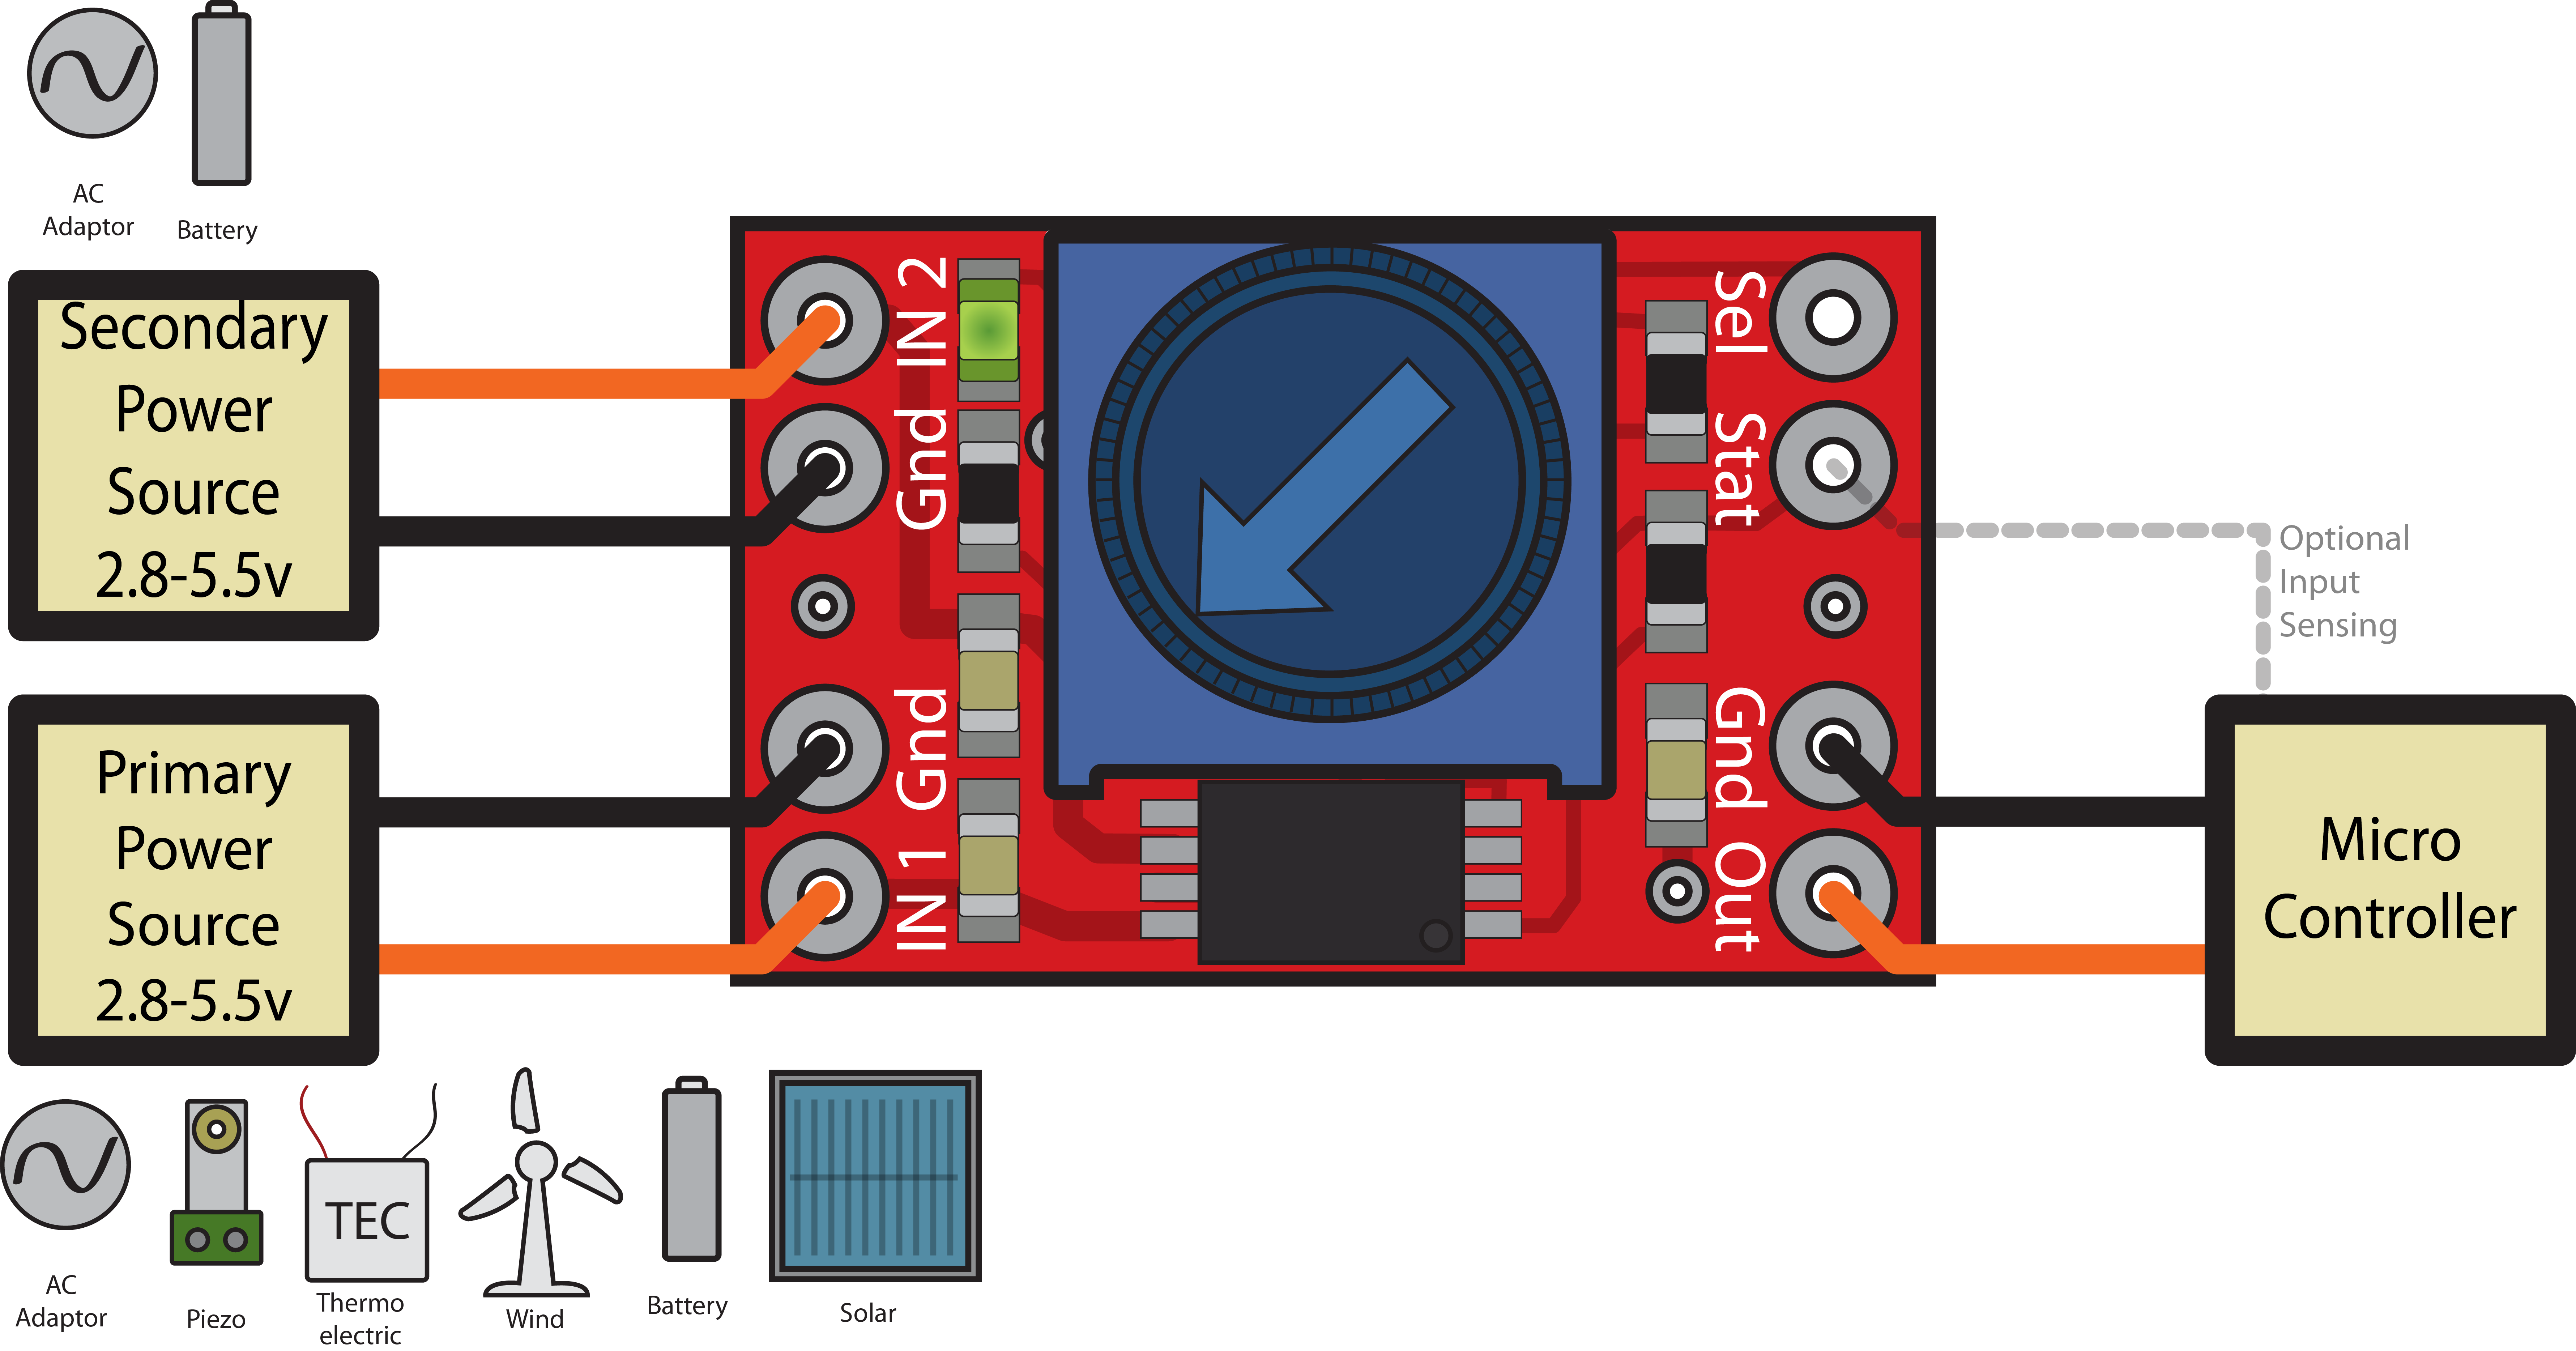 AC
Adaptor
Battery
Secondary
Power
Source
2.8-5.5v
Primary
Power
Source
2.8-5.5v
IN 2
Gnd
Gnd
IN 1
Sel
Stat
Gnd
Out
Optional
Input
Sensing
Micro
Controller
AC
Adaptor
Piezo
TEC
Thermo
electric
Wind
Battery
Solar